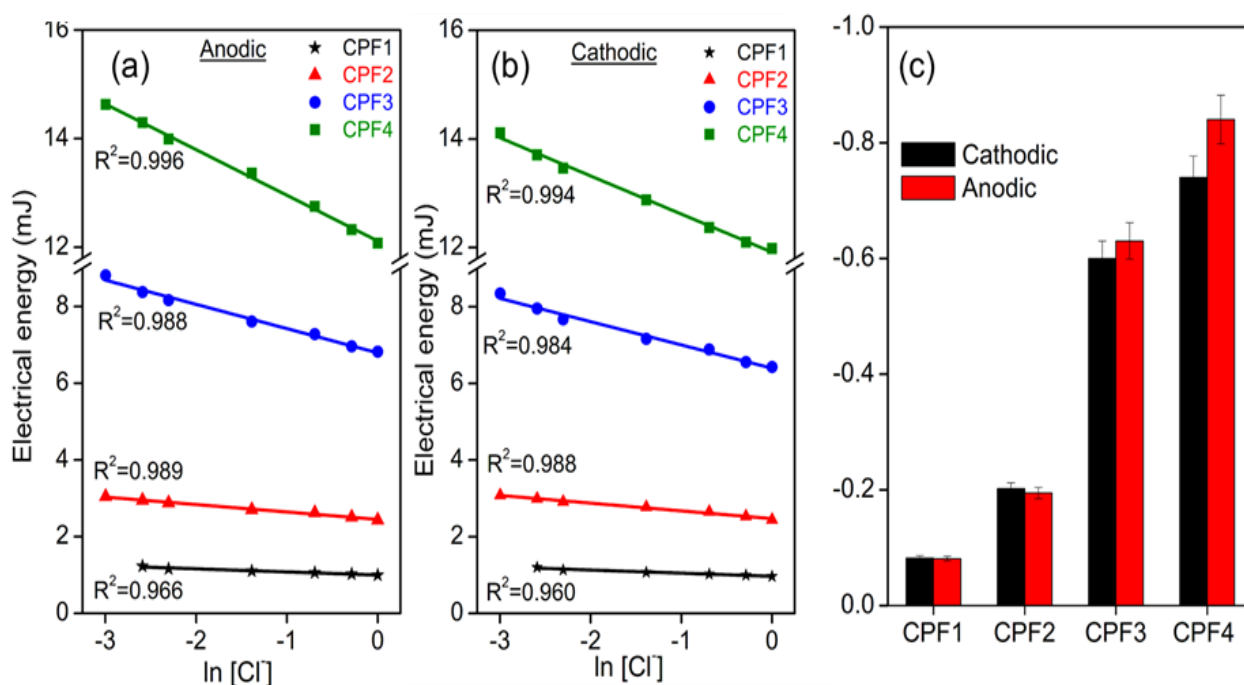 (a)
Anodic
CPF1
CPF2
CPF3
CPF4
R²=0.996
R²=0.988
R²=0.989
R²=0.966
16
14
12
8
6
4
2
0
Electrical energy (mJ)
-3
-2
-1
0
ln [Cl⁻]
(b)
Cathodic
CPF1
CPF2
CPF3
CPF4
R²=0.994
R²=0.984
R²=0.988
R²=0.960
16
14
12
8
6
4
2
0
Electrical energy (mJ)
-3
-2
-1
0
ln [Cl⁻]
(c)
Cathodic
Anodic
-1.0
-0.8
-0.6
-0.4
-0.2
0.0
CPF1
CPF2
CPF3
CPF4